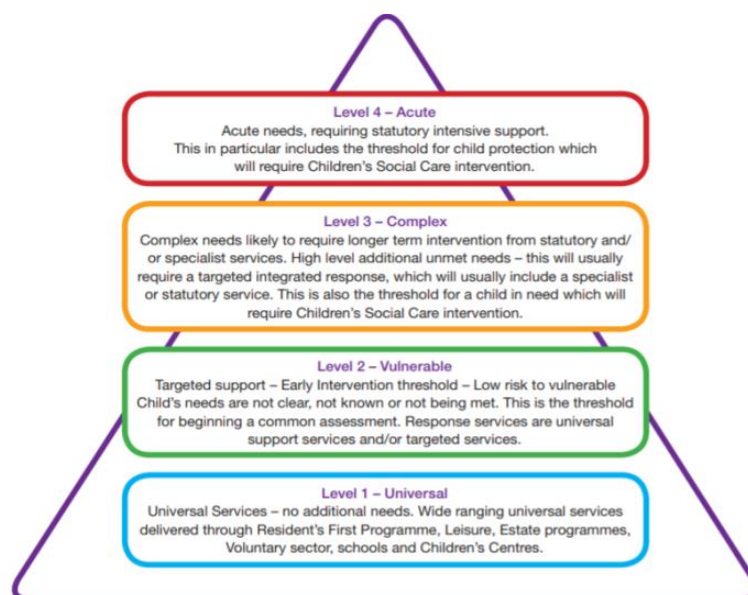 Level 4 – Acute
Acute needs, requiring statutory intensive support.
This in particular includes the threshold for child protection which
will require Children's Social Care intervention.
Level 3 – Complex
Complex needs likely to require longer term intervention from statutory and/
or specialist services. High level additional unmet needs – this will usually
require a targeted integrated response, which will usually include a specialist
or statutory service. This is also the threshold for a child in need which will
require Children's Social Care intervention.
Level 2 – Vulnerable
Targeted support – Early Intervention threshold – Low risk to vulnerable
Child's needs are not clear, not known or not being met. This is the threshold
for beginning a common assessment. Response services are universal
support services and/or targeted services.
Level 1 – Universal
Universal Services – no additional needs. Wide ranging universal services
delivered through Resident's First Programme, Leisure, Estate programmes,
Voluntary sector, schools and Children's Centres.